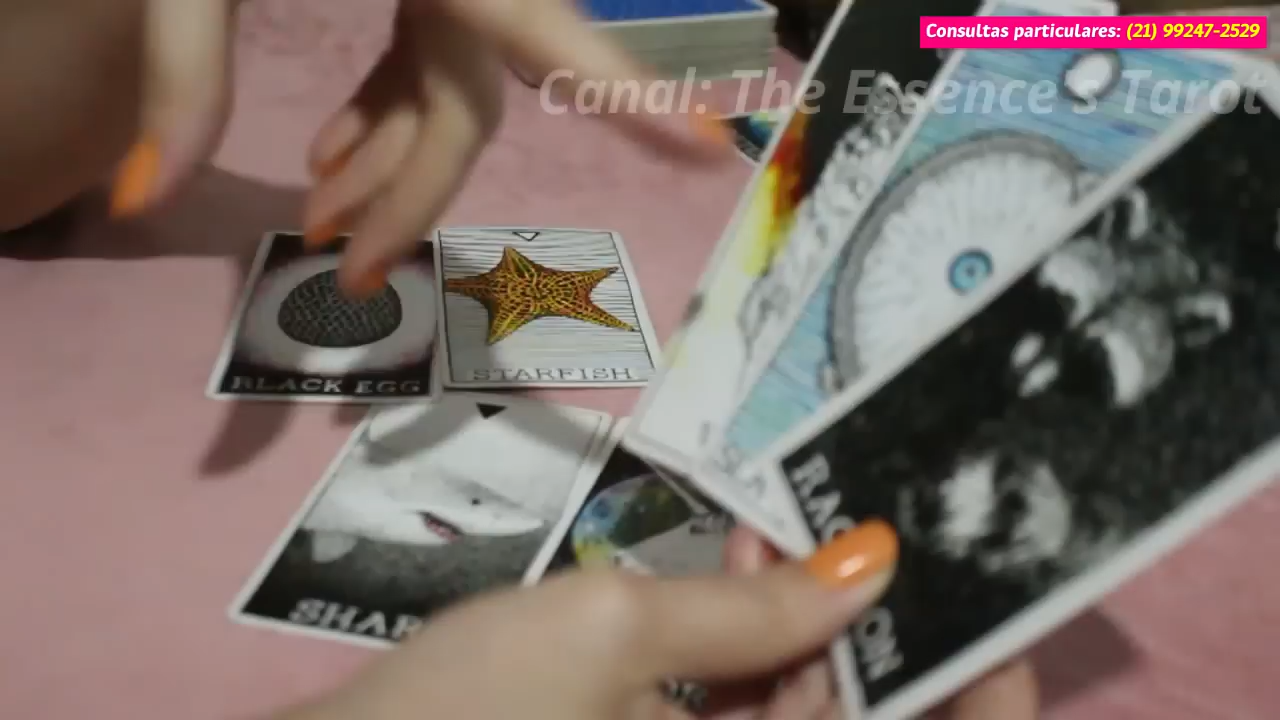 Consultas particulares: (21) 99247-2529
Canal: The Essence's Tarot
BLACK EGG
STARFISH